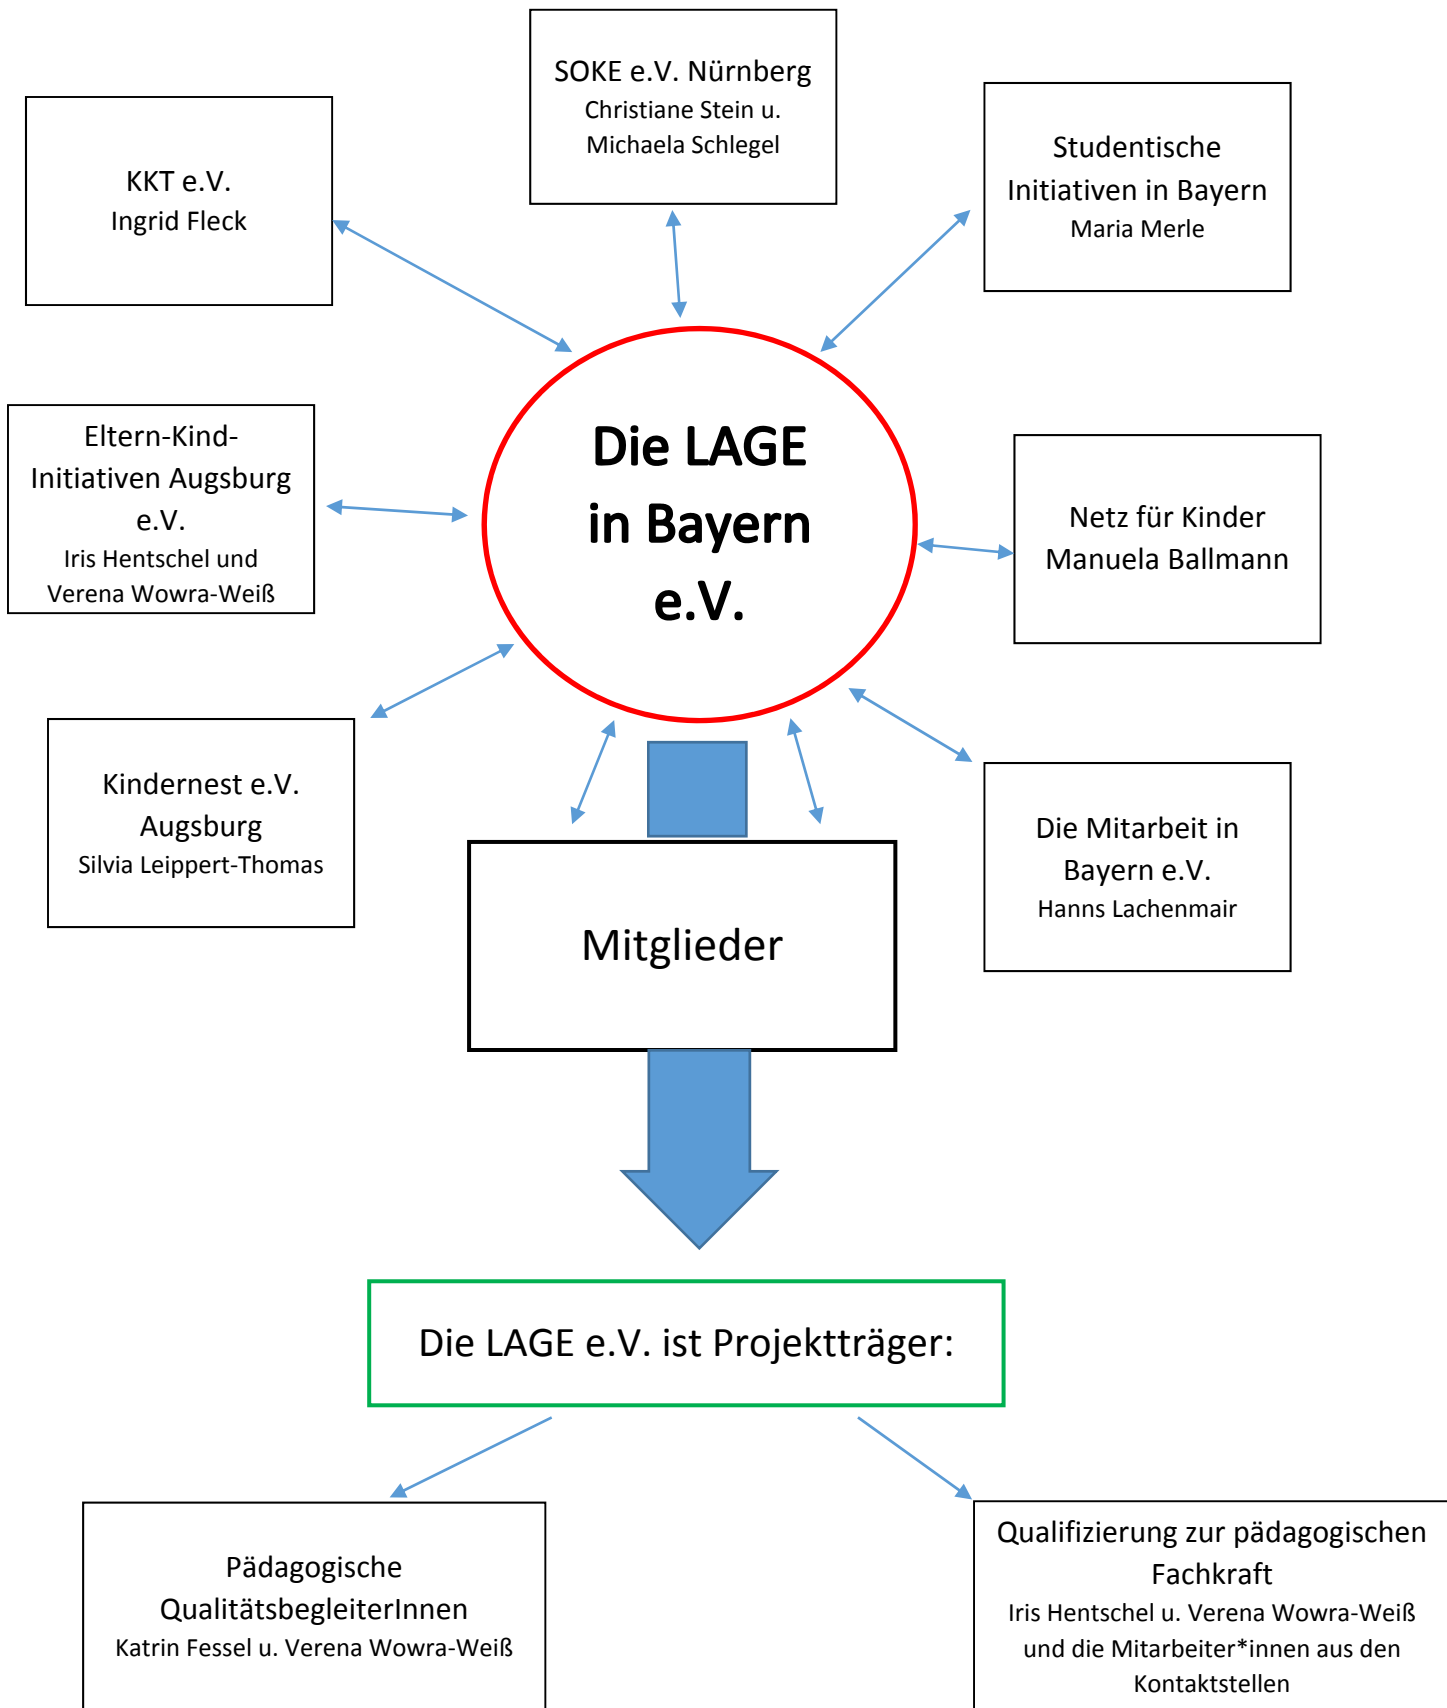 SOKE e.V. Nürnberg
Christiane Stein u.
Michaela Schlegel
KKT e.V.
Ingrid Fleck
Studentische
Initiativen in Bayern
Maria Merle
Die LAGE
in Bayern
e.V.
Eltern-Kind-
Initiativen Augsburg
e.V.
Iris Hentschel und
Verena Wowra-Weiß
Netz für Kinder
Manuela Ballmann
Kindernest e.V.
Augsburg
Silvia Leippert-Thomas
Die Mitarbeit in
Bayern e.V.
Hanns Lachenmair
Mitglieder
Die LAGE e.V. ist Projektträger:
Pädagogische
QualitätsbegleiterInnen
Katrin Fessel u. Verena Wowra-Weiß
Qualifizierung zur pädagogischen
Fachkraft
Iris Hentschel u. Verena Wowra-Weiß
und die Mitarbeiter*innen aus den
Kontaktstellen